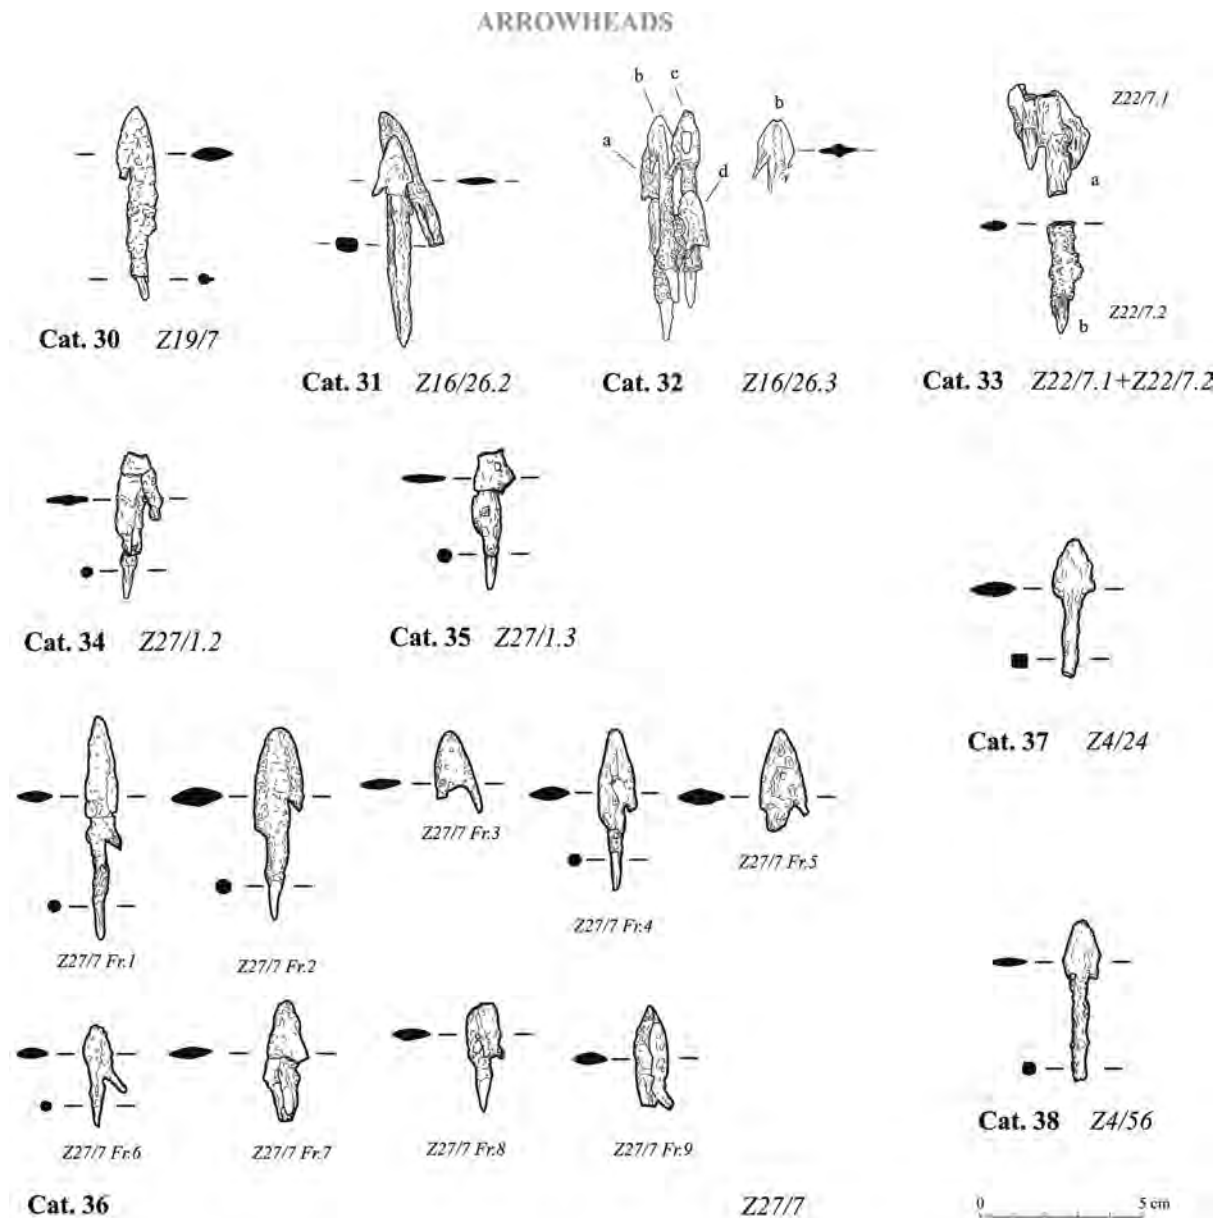 ARROWHEADS
b c
b
a
d
Z22/7.1
a
Z22/7.2
b
Cat. 30 Z19/7
Cat. 31 Z16/26.2
Cat. 32 Z16/26.3
Cat. 33 Z22/7.1+Z22/7.2
Cat. 34 Z27/1.2
Cat. 35 Z27/1.3
Cat. 37 Z4/24
Z27/7 Fr.1
Z27/7 Fr.2
Z27/7 Fr.3
Z27/7 Fr.4
Z27/7 Fr.5
Z27/7 Fr.6
Z27/7 Fr.7
Z27/7 Fr.8
Z27/7 Fr.9
Cat. 38 Z4/56
Cat. 36 Z27/7
0 5 cm